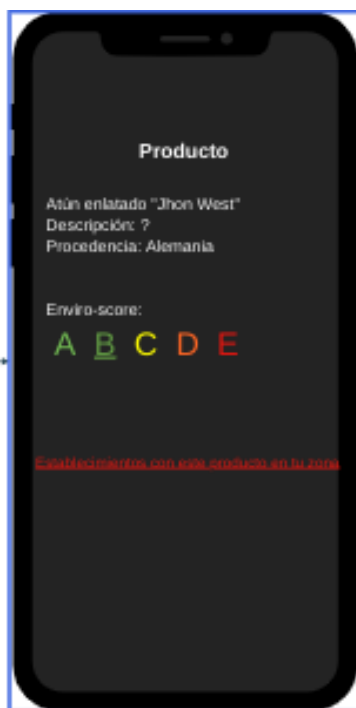 Producto
Atún enlatado "Jhon West"
Descripción: ?
Procedencia: Alemania
Enviro-score:
A B C D E
Establecimientos con este producto en tu zona